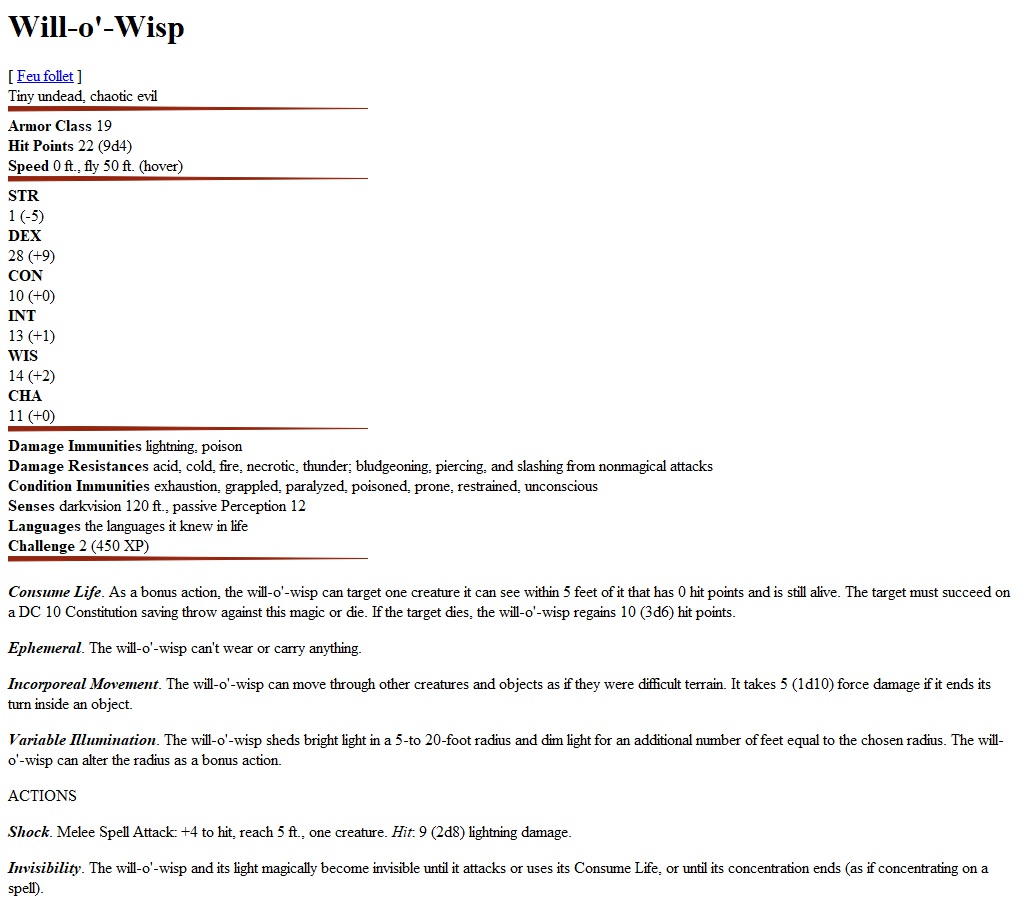 Will-o'-Wisp
[ Feu follet ]
Tiny undead, chaotic evil
Armor Class 19
Hit Points 22 (9d4)
Speed 0 ft., fly 50 ft. (hover)
STR
1 (-5)
DEX
28 (+9)
CON
10 (+0)
INT
13 (+1)
WIS
14 (+2)
CHA
11 (+0)
Damage Immunities lightning, poison
Damage Resistances acid, cold, fire, necrotic, thunder; bludgeoning, piercing, and slashing from nonmagical attacks
Condition Immunities exhaustion, grappled, paralyzed, poisoned, prone, restrained, unconscious
Senses darkvision 120 ft., passive Perception 12
Languages the languages it knew in life
Challenge 2 (450 XP)
Consume Life. As a bonus action, the will-o'-wisp can target one creature it can see within 5 feet of it that has 0 hit points and is still alive. The target must succeed on
a DC 10 Constitution saving throw against this magic or die. If the target dies, the will-o'-wisp regains 10 (3d6) hit points.
Ephemeral. The will-o'-wisp can't wear or carry anything.
Incorporeal Movement. The will-o'-wisp can move through other creatures and objects as if they were difficult terrain. It takes 5 (1d10) force damage if it ends its
turn inside an object.
Variable Illumination. The will-o'-wisp sheds bright light in a 5-to 20-foot radius and dim light for an additional number of feet equal to the chosen radius. The will-
o'-wisp can alter the radius as a bonus action.
ACTIONS
Shock. Melee Spell Attack: +4 to hit, reach 5 ft., one creature. Hit: 9 (2d8) lightning damage.
Invisibility. The will-o'-wisp and its light magically become invisible until it attacks or uses its Consume Life, or until its concentration ends (as if concentrating on a
spell).